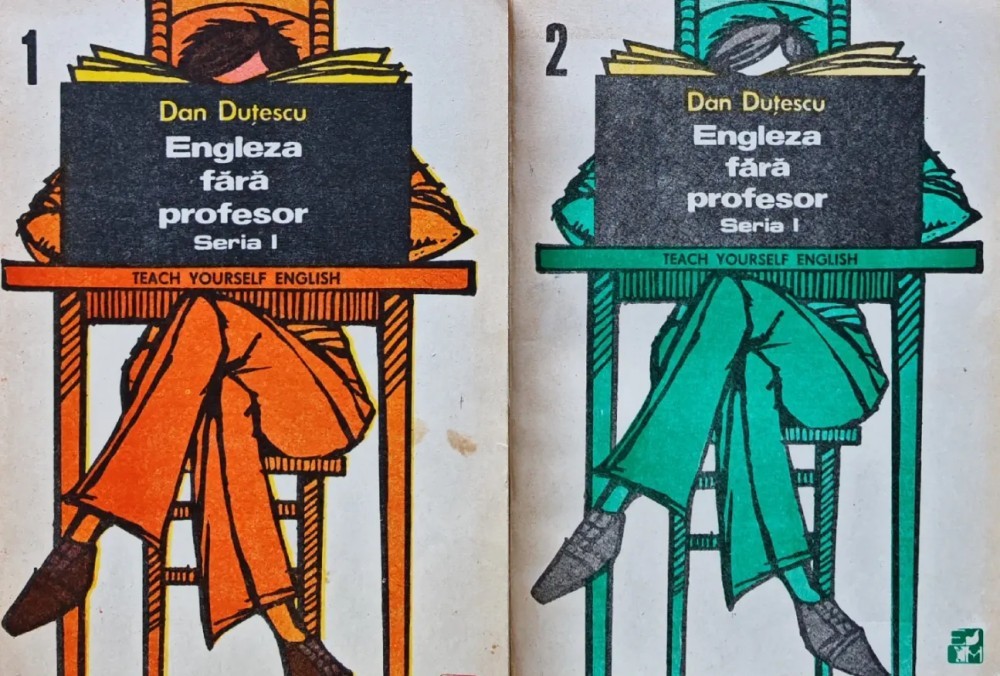 1
Dan Duțescu
Engleza
fără
profesor
Seria I
TEACH YOURSELF ENGLISH
2
Dan Duțescu
Engleza
fără
profesor
Seria I
TEACH YOURSELF ENGLISH